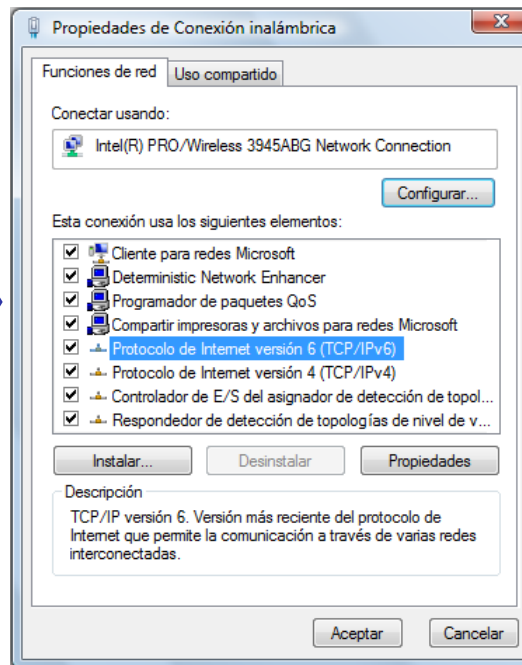 Propiedades de Conexión inalámbrica
Funciones de red
Uso compartido
Conectar usando:
Intel(R) PRO/Wireless 3945ABG Network Connection
Configurar...
Esta conexión usa los siguientes elementos:
Cliente para redes Microsoft
Deterministic Network Enhancer
Programador de paquetes QoS
Compartir impresoras y archivos para redes Microsoft
Protocolo de Internet versión 6 (TCP/IPv6)
Protocolo de Internet versión 4 (TCP/IPv4)
Controlador de E/S del asignador de detección de topol...
Respondedor de detección de topologías de nivel de v...
Instalar...
Desinstalar
Propiedades
Descripción
TCP/IP versión 6. Versión más reciente del protocolo de
Internet que permite la comunicación a través de varias redes
interconectadas.
Aceptar
Cancelar